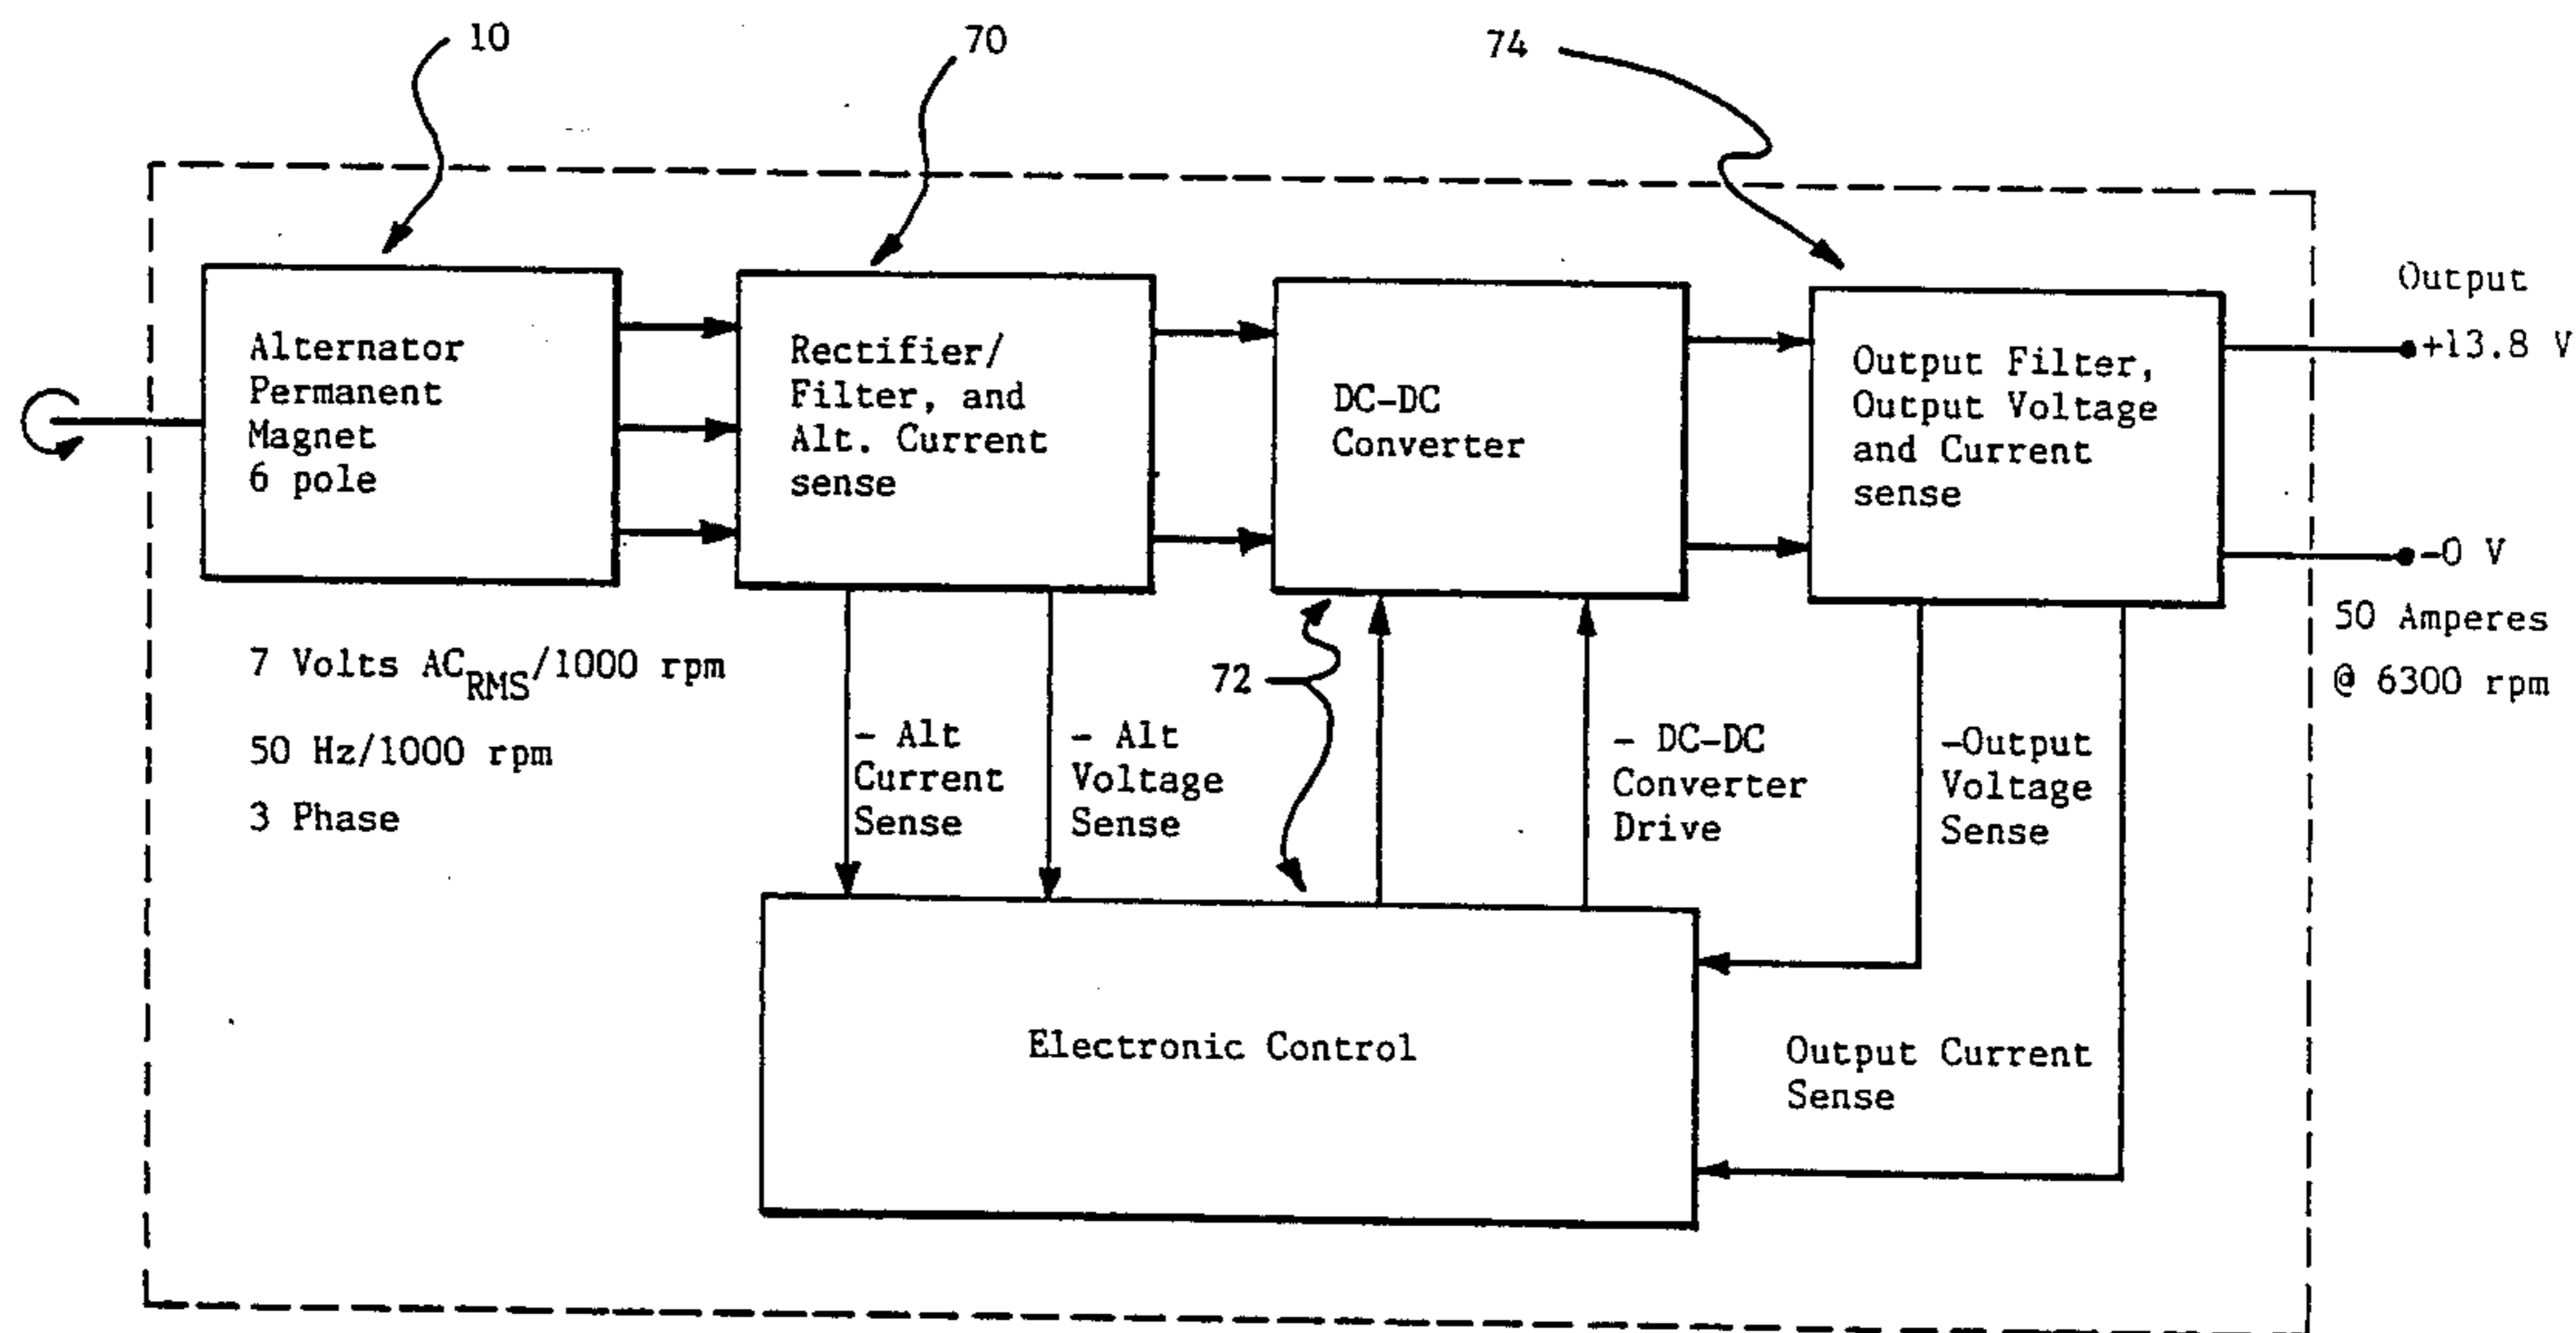 10
70
74
Alternator
Permanent
Magnet
6 pole
Rectifier/
Filter, and
Alt. Current
sense
DC-DC
Converter
Output Filter,
Output Voltage
and Current
sense
Output
+13.8 V
-0 V
50 Amperes
@ 6300 rpm
7 Volts AC RMS/1000 rpm
50 Hz/1000 rpm
3 Phase
- Alt
Current
Sense
- Alt
Voltage
Sense
72
- DC-DC
Converter
Drive
-Output
Voltage
Sense
Electronic Control
Output Current
Sense